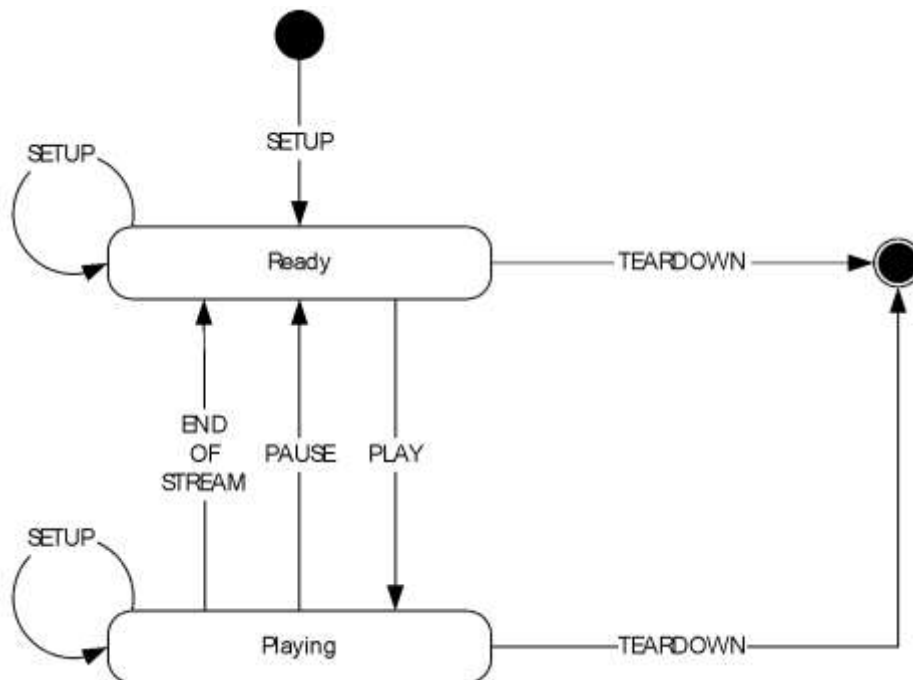 SETUP
SETUP
Ready
TEARDOWN
END
OF
STREAM
PAUSE
PLAY
SETUP
Playing
TEARDOWN